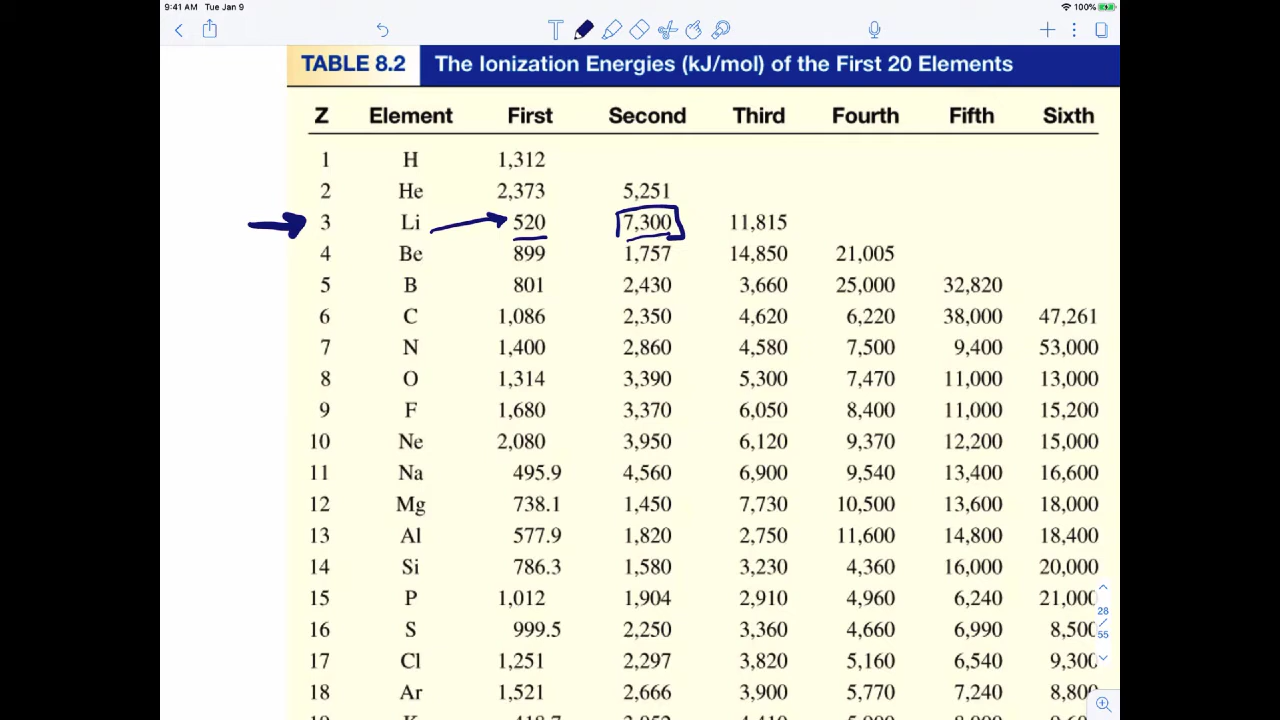 9:41 AM Tue Jan 9 100%
T
TABLE 8.2 The Ionization Energies (kJ/mol) of the First 20 Elements
Z Element First Second Third Fourth Fifth Sixth
1 H 1,312
2 He 2,373 5,251
3 Li 520 7,300 11,815
4 Be 899 1,757 14,850 21,005
5 B 801 2,430 3,660 25,000 32,820
6 C 1,086 2,350 4,620 6,220 38,000 47,261
7 N 1,400 2,860 4,580 7,500 9,400 53,000
8 O 1,314 3,390 5,300 7,470 11,000 13,000
9 F 1,680 3,370 6,050 8,400 11,000 15,200
10 Ne 2,080 3,950 6,120 9,370 12,200 15,000
11 Na 495.9 4,560 6,900 9,540 13,400 16,600
12 Mg 738.1 1,450 7,730 10,500 13,600 18,000
13 Al 577.9 1,820 2,750 11,600 14,800 18,400
14 Si 786.3 1,580 3,230 4,360 16,000 20,000
15 P 1,012 1,904 2,910 4,960 6,240 21,000
16 S 999.5 2,250 3,360 4,660 6,990 8,500
17 Cl 1,251 2,297 3,820 5,160 6,540 9,300
18 Ar 1,521 2,666 3,900 5,770 7,240 8,800
28
55